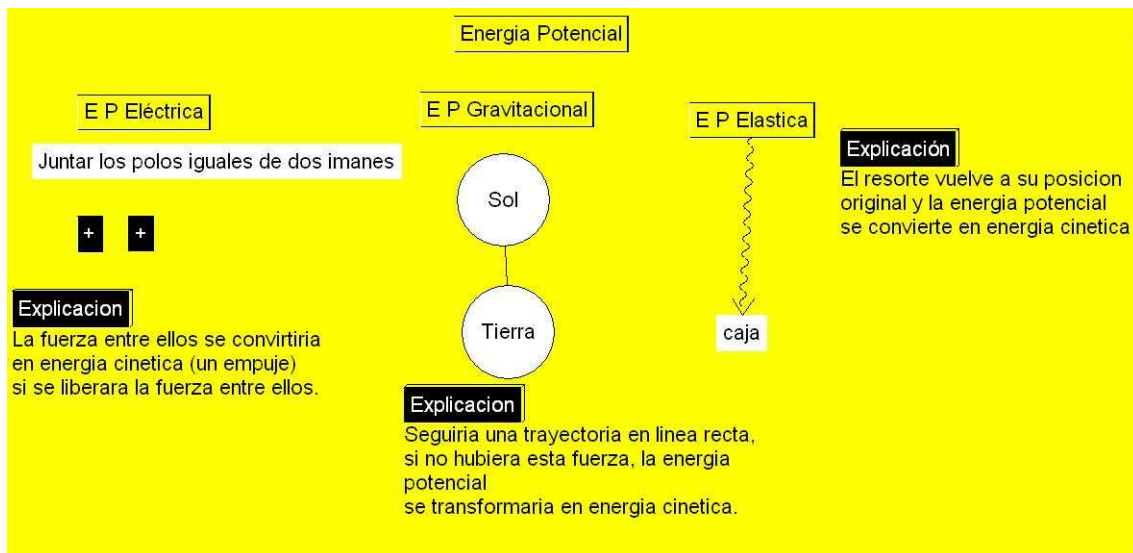 Energia Potencial
E P Eléctrica
Juntar los polos iguales de dos imanes
+ +
Explicacion
La fuerza entre ellos se convirtiria
en energia cinetica (un empuje)
si se liberara la fuerza entre ellos.
E P Gravitacional
Sol
Tierra
Explicacion
Seguiria una trayectoria en linea recta,
si no hubiera esta fuerza, la energia
potencial
se transformaria en energia cinetica.
E P Elastica
caja
Explicación
El resorte vuelve a su posicion
original y la energia potencial
se convierte en energia cinetica